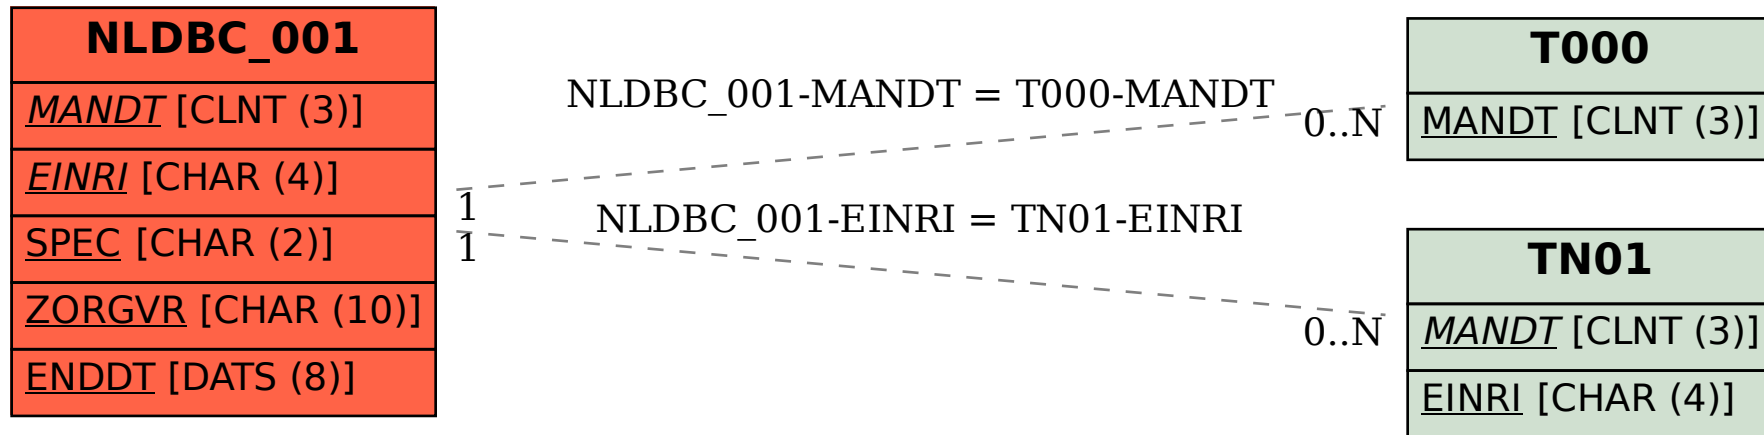 NLDBC_001
MANDT [CLNT (3)]
EINRI [CHAR (4)]
SPEC [CHAR (2)]
ZORGVR [CHAR (10)]
ENDDT [DATS (8)]
NLDBC_001-MANDT = T000-MANDT
0..N
1
NLDBC_001-EINRI = TN01-EINRI
1
0..N
T000
MANDT [CLNT (3)]
TN01
MANDT [CLNT (3)]
EINRI [CHAR (4)]